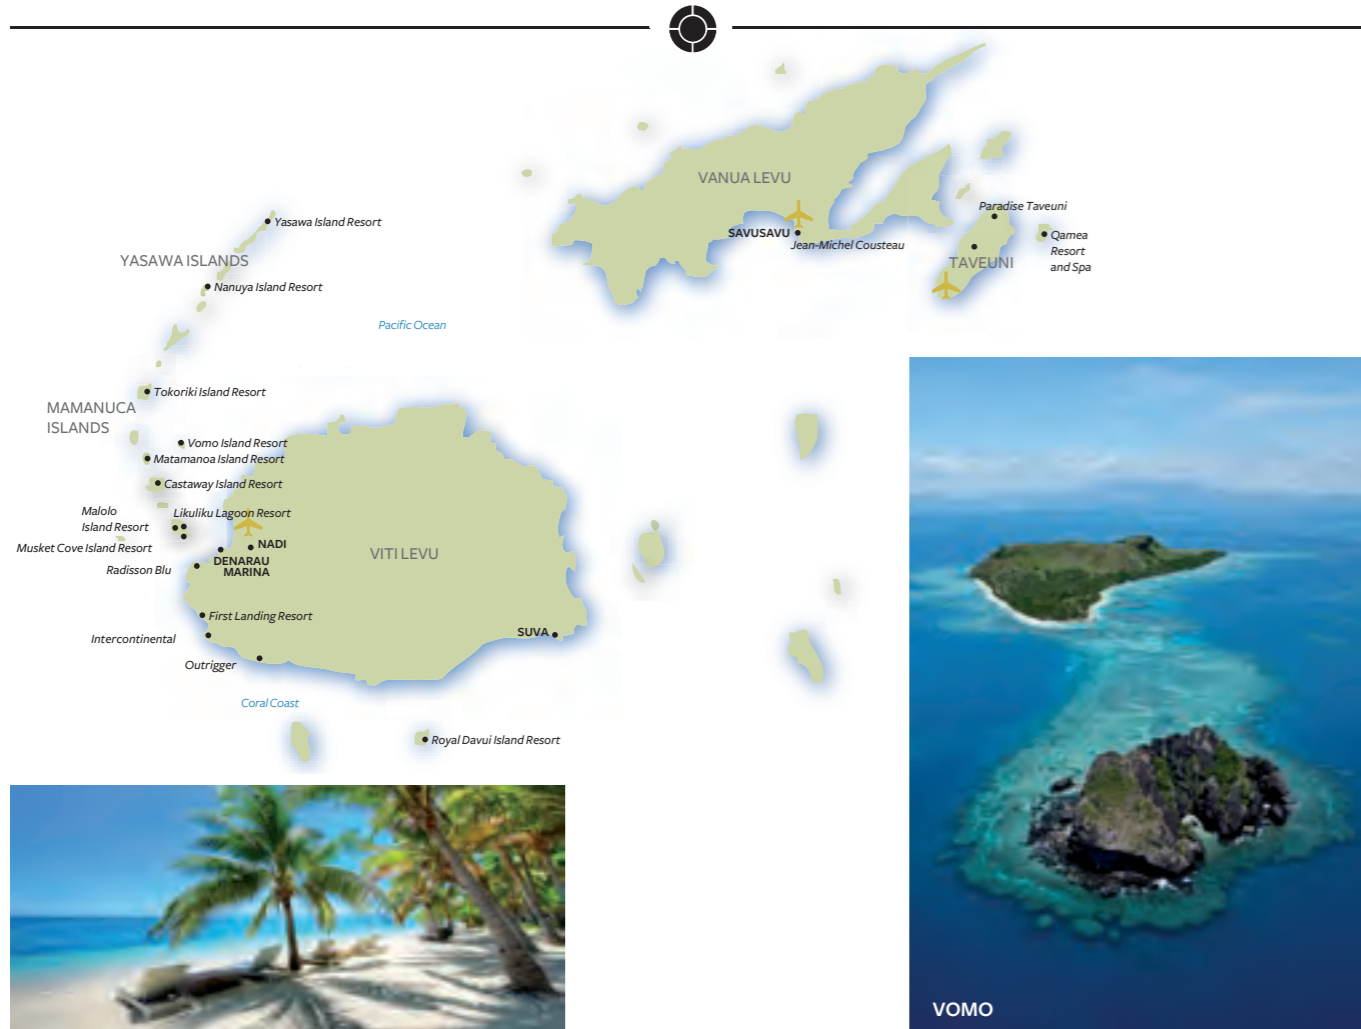 VANUA LEVU
Paradise Taveuni
Yasawa Island Resort
SAVUSAVU
Jean-Michel Cousteau
Qamea
Resort
and Spa
YASAWA ISLANDS
TAVEUNI
Nanuya Island Resort
Pacific Ocean
Tokoriki Island Resort
MAMANUCA
ISLANDS
Vomo Island Resort
Matamanoa Island Resort
Castaway Island Resort
Malolo
Island Resort
Likuliku Lagoon Resort
Musket Cove Island Resort
NADI
DENARAU
MARINA
VITI LEVU
Radisson Blu
First Landing Resort
Intercontinental
SUVA
Outrigger
Coral Coast
Royal Davui Island Resort
VOMO